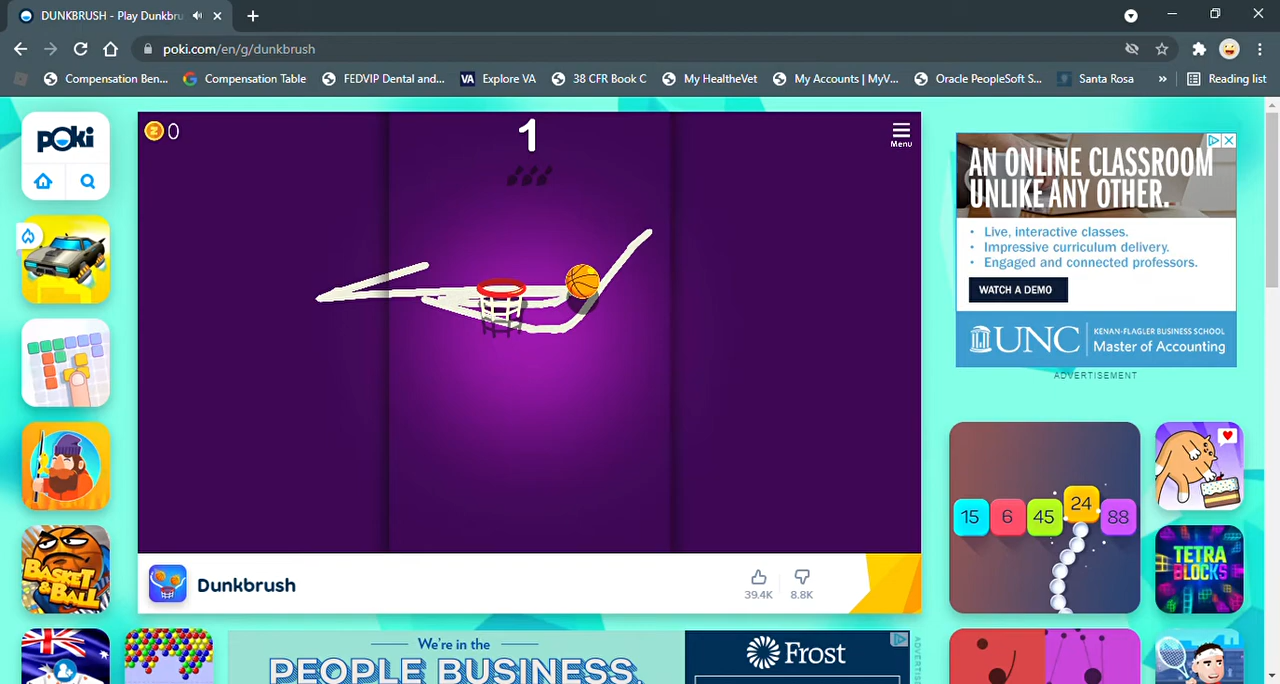 DUNKBRUSH - Play Dunkbru
poki.com/en/g/dunkbrush
Compensation Ben... Compensation Table FEDVIP Dental and... VA Explore VA 38 CFR Book C My HealtheVet My Accounts | MyV... Oracle PeopleSoft S... Santa Rosa » Reading list
POKI
Z 0
1
Menu
AN ONLINE CLASSROOM
UNLIKE ANY OTHER.
• Live, interactive classes.
• Impressive curriculum delivery.
• Engaged and connected professors.
WATCH A DEMO
UNC KENAN-FLAGLER BUSINESS SCHOOL
Master of Accounting
ADVERTISEMENT
15 6 45 24 88
BASKET
& BALL
TETRA
BLOCKS
Dunkbrush
39.4K 8.8K
We're in the
PEOPLE BUSINESS.
Frost